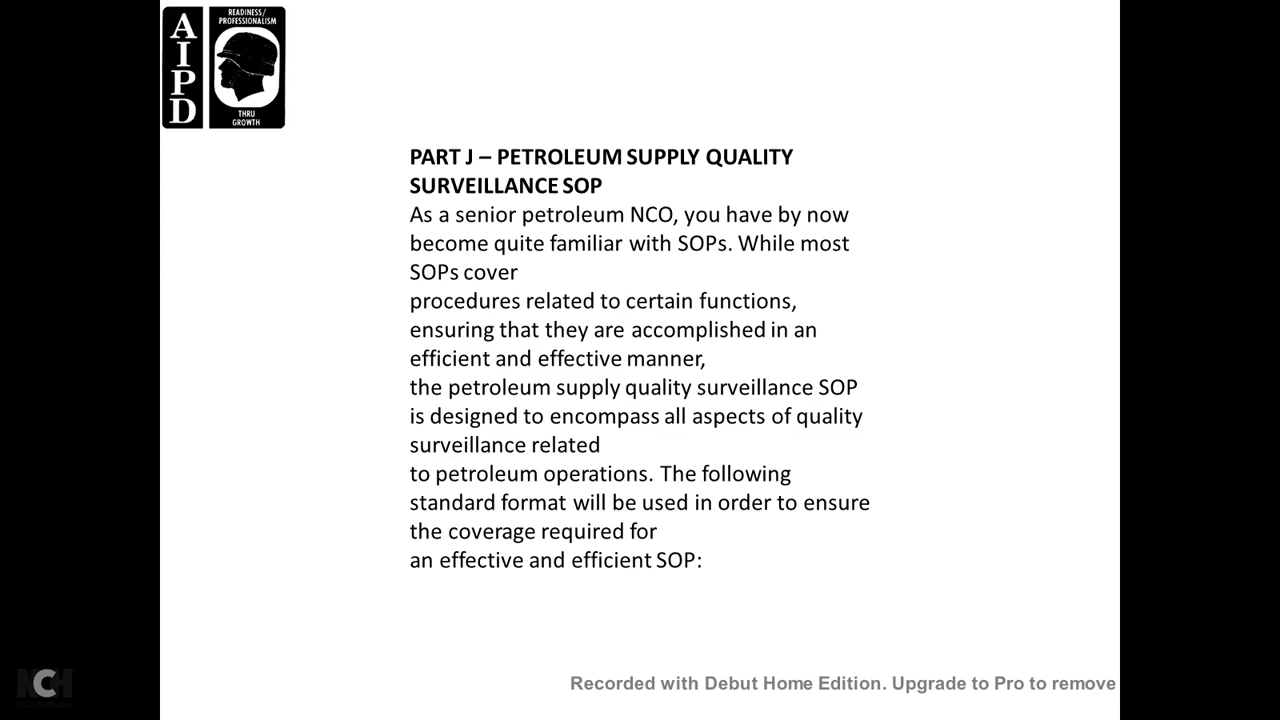 READINESS/
PROFESSIONALISM
AIPD
THRU
GROWTH
PART J – PETROLEUM SUPPLY QUALITY
SURVEILLANCE SOP
As a senior petroleum NCO, you have by now
become quite familiar with SOPs. While most
SOPs cover
procedures related to certain functions,
ensuring that they are accomplished in an
efficient and effective manner,
the petroleum supply quality surveillance SOP
is designed to encompass all aspects of quality
surveillance related
to petroleum operations. The following
standard format will be used in order to ensure
the coverage required for
an effective and efficient SOP:
NCH
NCH Software
Recorded with Debut Home Edition. Upgrade to Pro to remove